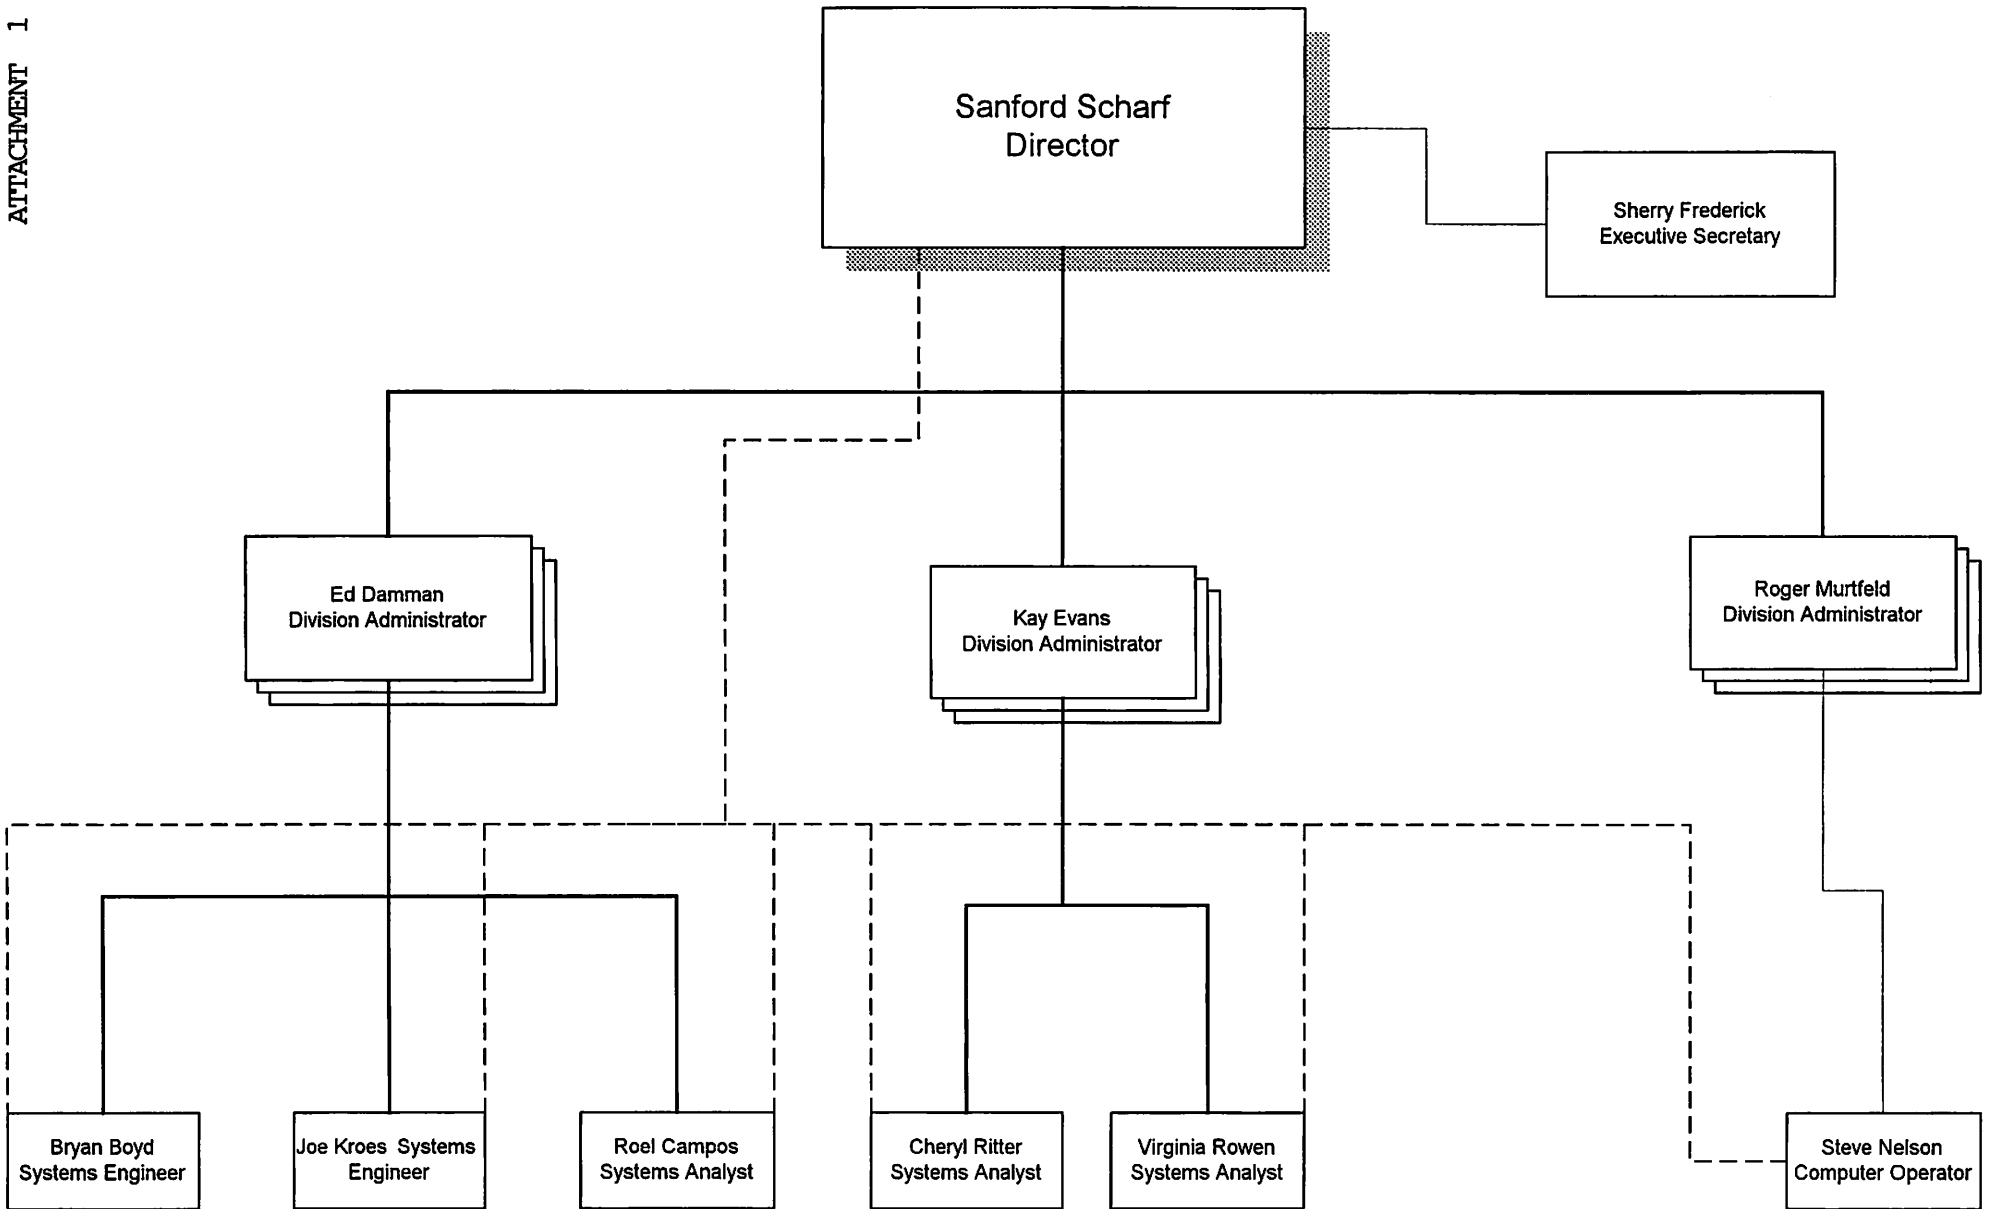 ATTACHMENT 1
Sanford Scharf
Director
Sherry Frederick
Executive Secretary
Ed Damman
Division Administrator
Kay Evans
Division Administrator
Roger Murtfeld
Division Administrator
Bryan Boyd
Systems Engineer
Joe Kroes Systems
Engineer
Roel Campos
Systems Analyst
Cheryl Ritter
Systems Analyst
Virginia Rowen
Systems Analyst
Steve Nelson
Computer Operator